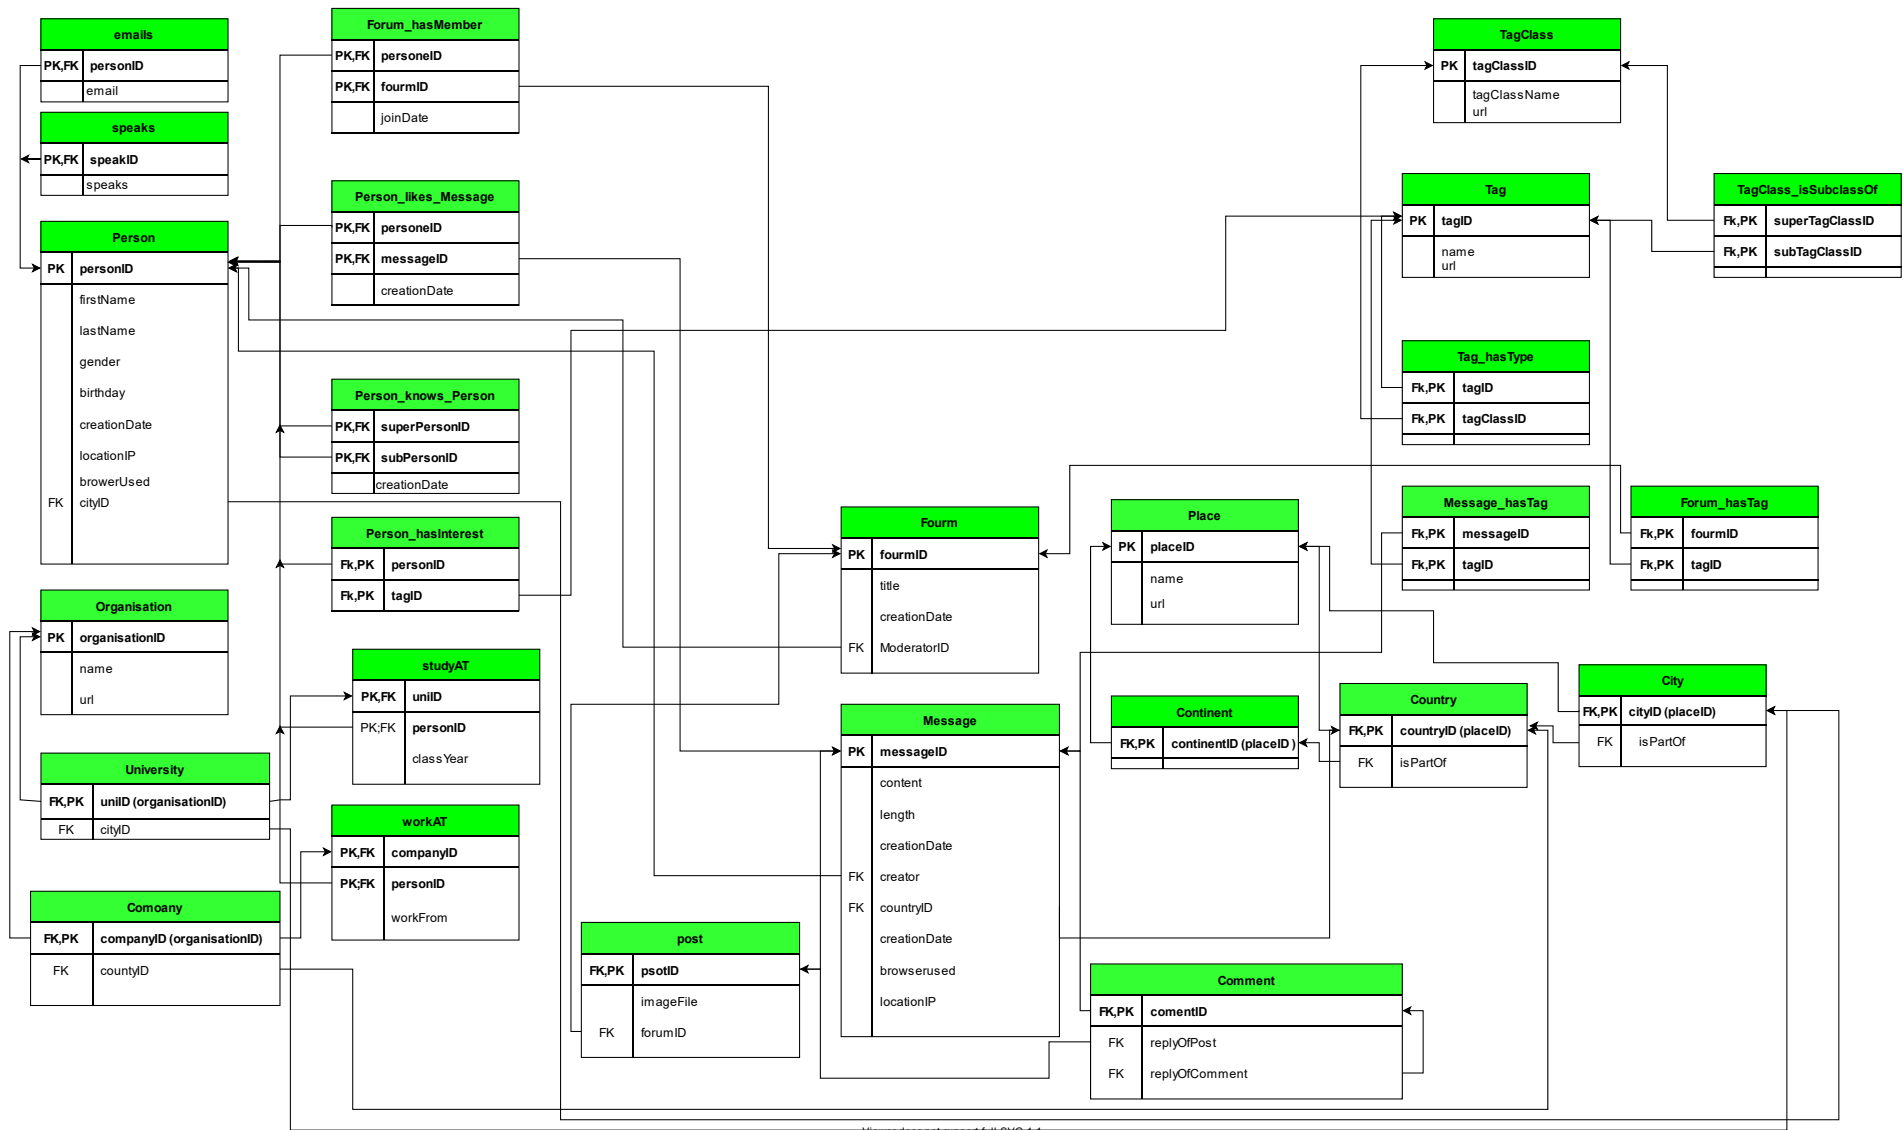 emails
PK,FK personID
email
speaks
PK,FK speakID
speaks
Person
PK personID
firstName
lastName
gender
birthday
creationDate
locationIP
browerUsed
FK cityID
Organisation
PK organisationID
name
url
University
FK,PK uniID (organisationID)
FK cityID
Comoany
FK,PK companyID (organisationID)
FK countyID
Forum_hasMember
PK,FK personeID
PK,FK fourmID
joinDate
Person_likes_Message
PK,FK personeID
PK,FK messageID
creationDate
Person_knows_Person
PK,FK superPersonID
PK,FK subPersonID
creationDate
Person_hasInterest
Fk,PK personID
Fk,PK tagID
studyAT
PK,FK uniID
PK;FK personID
classYear
workAT
PK,FK companyID
PK;FK personID
workFrom
post
FK,PK psotID
imageFile
FK forumID
Fourm
PK fourmID
title
creationDate
FK ModeratorID
Message
PK messageID
content
length
creationDate
FK creator
FK countryID
creationDate
browserused
locationIP
Place
PK placeID
name
url
Continent
FK,PK continentID (placeID )
Comment
FK,PK comentID
FK replyOfPost
FK replyOfComment
Country
FK,PK countryID (placeID)
FK isPartOf
City
FK,PK cityID (placeID)
FK isPartOf
TagClass
PK tagClassID
tagClassName
url
Tag
PK tagID
name
url
TagClass_isSubclassOf
Fk,PK superTagClassID
Fk,PK subTagClassID
Tag_hasType
Fk,PK tagID
Fk,PK tagClassID
Message_hasTag
Fk,PK messageID
Fk,PK tagID
Forum_hasTag
Fk,PK fourmID
Fk,PK tagID